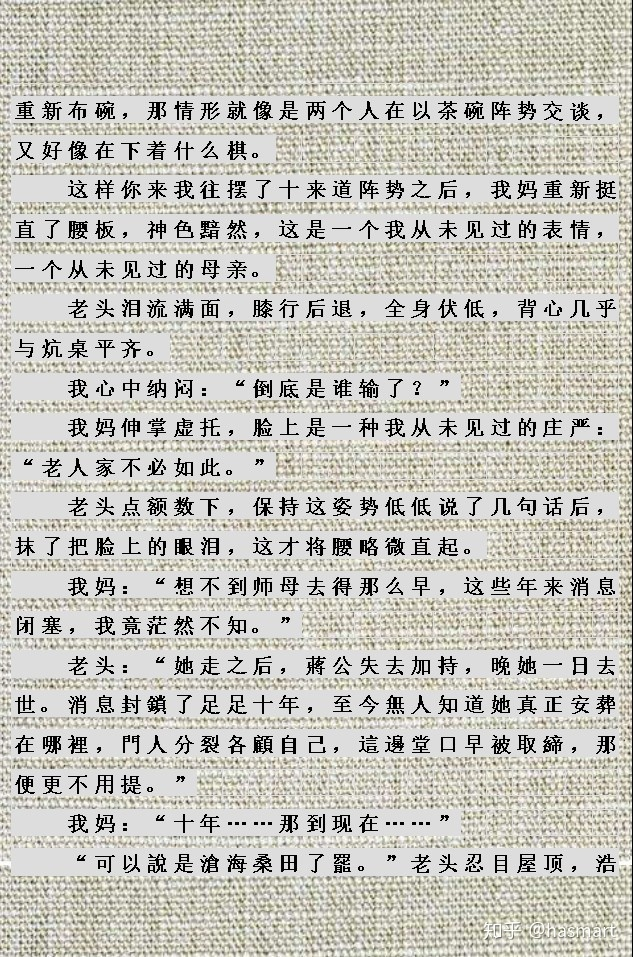 重新布碗，那情形就像是两个人在以茶碗阵势交谈，
又好像在下着什么棋。
这样你来我往摆了十来道阵势之后，我妈重新挺
直了腰板，神色黯然，这是一个我从未见过的表情，
一个从未见过的母亲。
老头泪流满面，膝行后退，全身伏低，背心几乎
与炕桌平齐。
我心中纳闷：“倒底是谁输了？”
我妈伸掌虚托，脸上是一种我从未见过的庄严：
“老人家不必如此。”
老头点额数下，保持这姿势低低说了几句话后，
抹了把脸上的眼泪，这才将腰略微直起。
我妈：“想不到师母去得那么早，这些年来消息
闭塞，我竟茫然不知。”
老头：“她走之后，蔣公失去加持，晚她一日去
世。消息封鎖了足足十年，至今無人知道她真正安葬
在哪裡，門人分裂各顧自己，這邊堂口早被取締，那
便更不用提。”
我妈：“十年……那到现在……”
“可以說是滄海桑田了罷。”老头忍目屋顶，浩
知乎 @hasmart